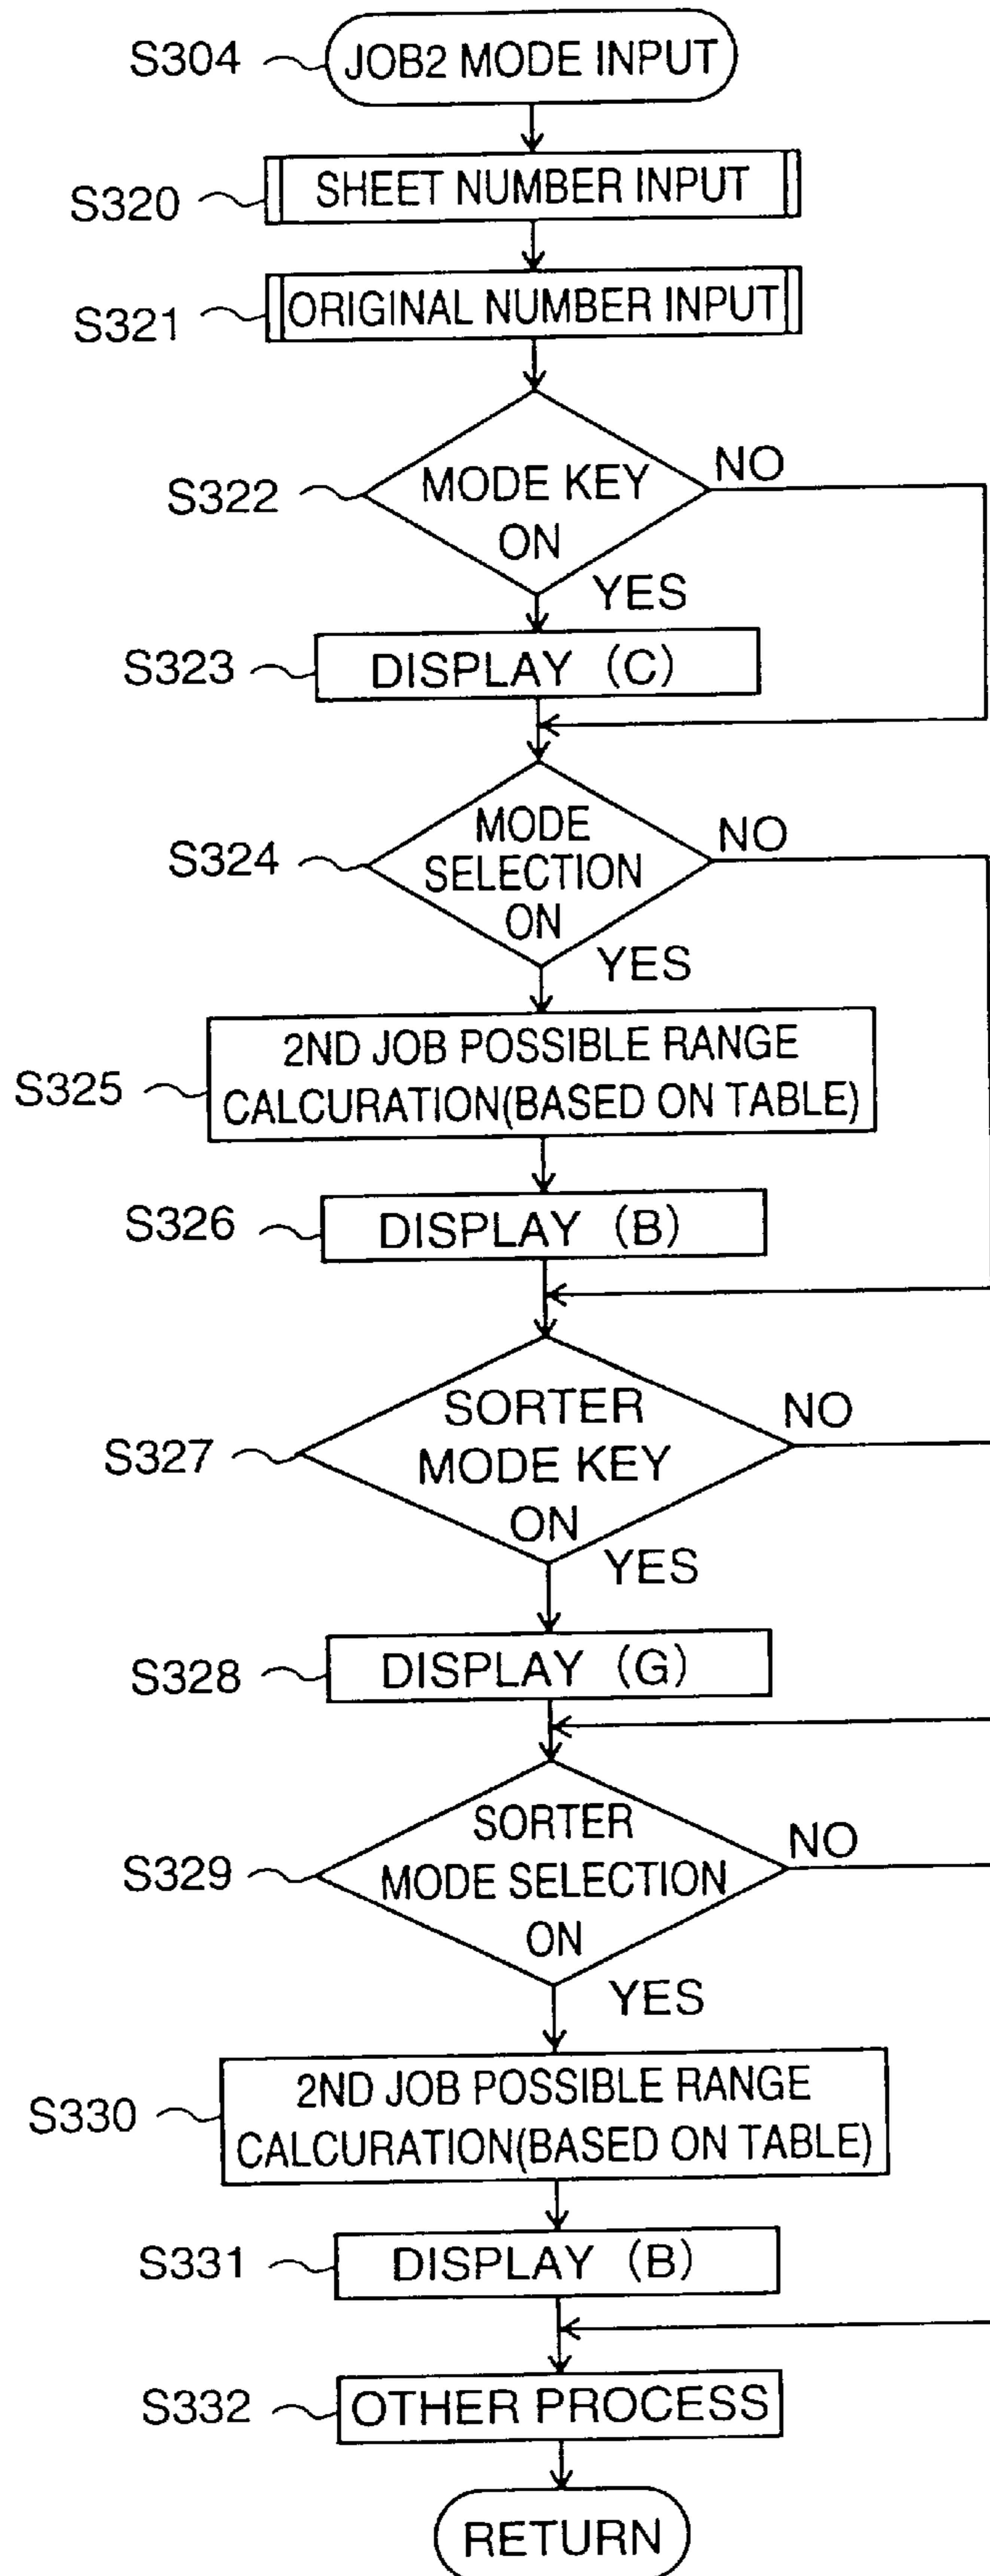 S304 JOB2 MODE INPUT
S320 SHEET NUMBER INPUT
S321 ORIGINAL NUMBER INPUT
S322 MODE KEY NO
ON
YES
S323 DISPLAY (C)
MODE NO
S324 SELECTION
ON
YES
2ND JOB POSSIBLE RANGE
S325 CALCURATION(BASED ON TABLE)
S326 DISPLAY (B)
SORTER NO
S327 MODE KEY
ON
YES
S328 DISPLAY (G)
SORTER NO
S329 MODE SELECTION
ON
YES
2ND JOB POSSIBLE RANGE
S330 CALCURATION(BASED ON TABLE)
S331 DISPLAY (B)
S332 OTHER PROCESS
RETURN